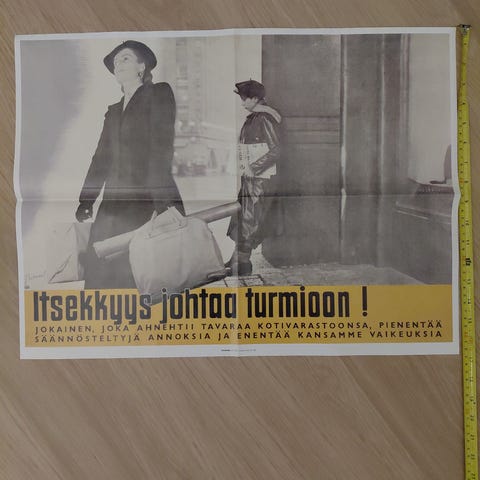 Itsekkyys johtaa turmioon !
JOKAINEN, JOKA AHNEHTII TAVARAA KOTIVARASTOONSA, PIENENTÄÄ
SÄÄNNÖSTELTYJÄ ANNOKSIA JA ENENTÄÄ KANSAMME VAIKEUKSIA